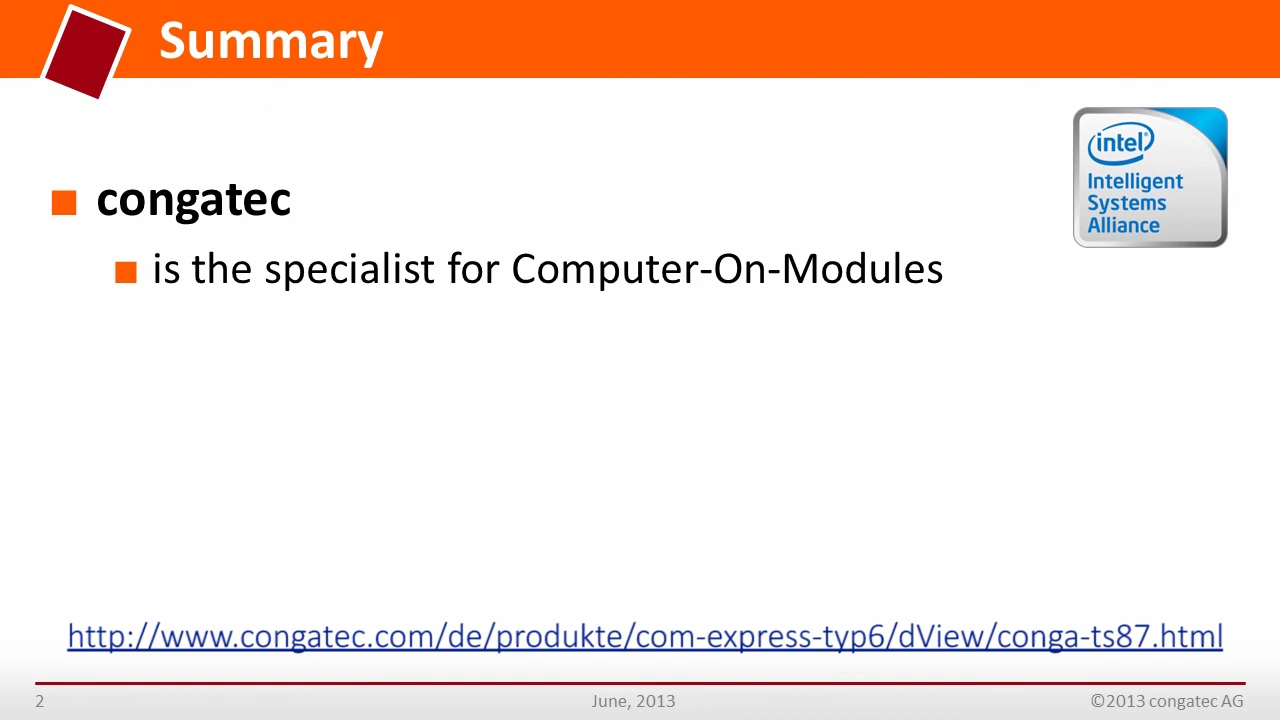 Summary
intel
Intelligent
Systems
Alliance
congatec
is the specialist for Computer-On-Modules
http://www.congatec.com/de/produkte/com-express-typ6/dView/conga-ts87.html
2
June, 2013
©2013 congatec AG